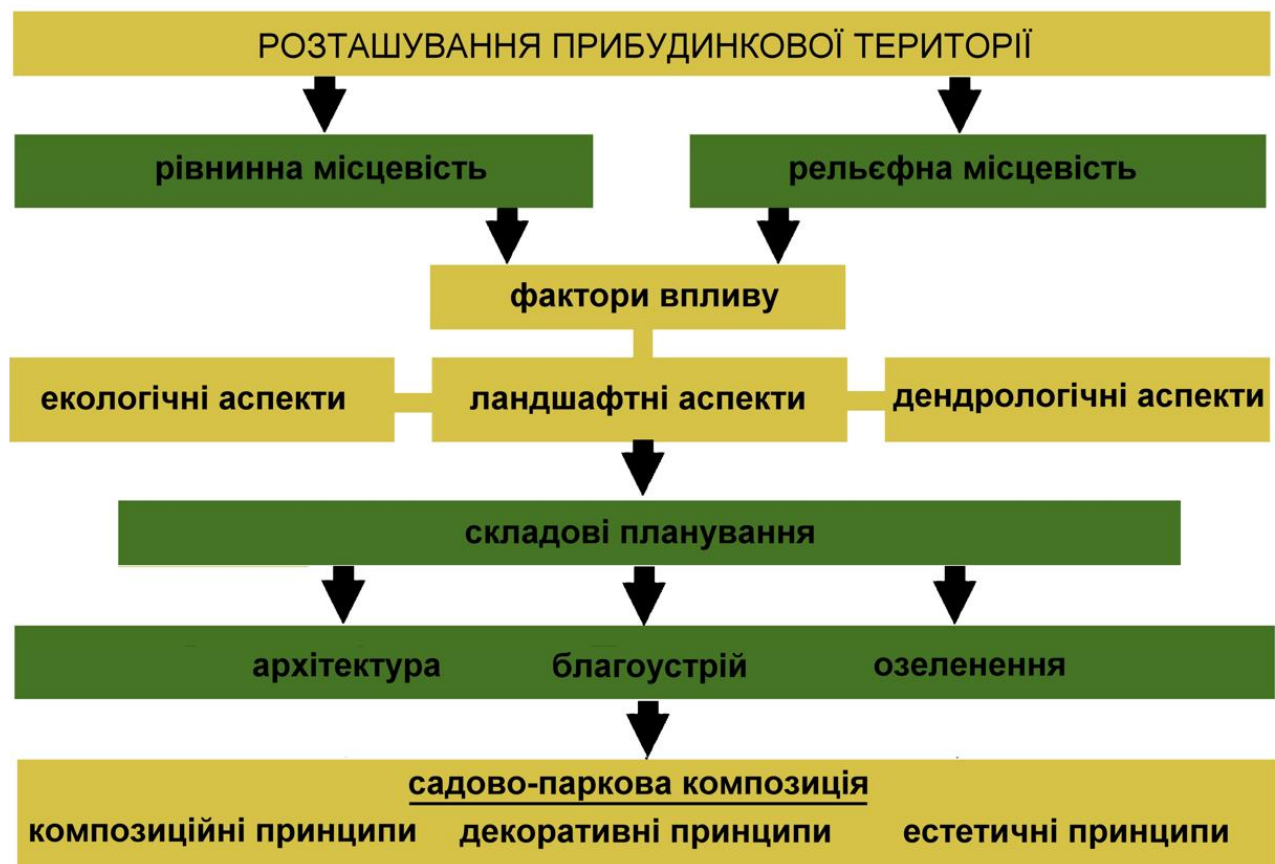 РОЗТАШУВАННЯ ПРИБУДИНКОВОЇ ТЕРИТОРІЇ
рівнинна місцевість
рельєфна місцевість
фактори впливу
екологічні аспекти
ландшафтні аспекти
дендрологічні аспекти
складові планування
архітектура
благоустрій
озеленення
садово-паркова композиція
композиційні принципи
декоративні принципи
естетичні принципи